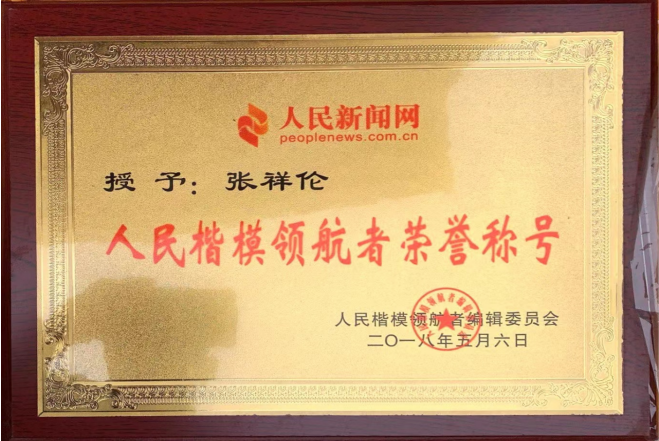 人民新闻网
peoplenews.com.cn
授 予：张祥伦
人民楷模领航者荣誉称号
人民楷模领航者编辑委员会
二〇一八年五月六日